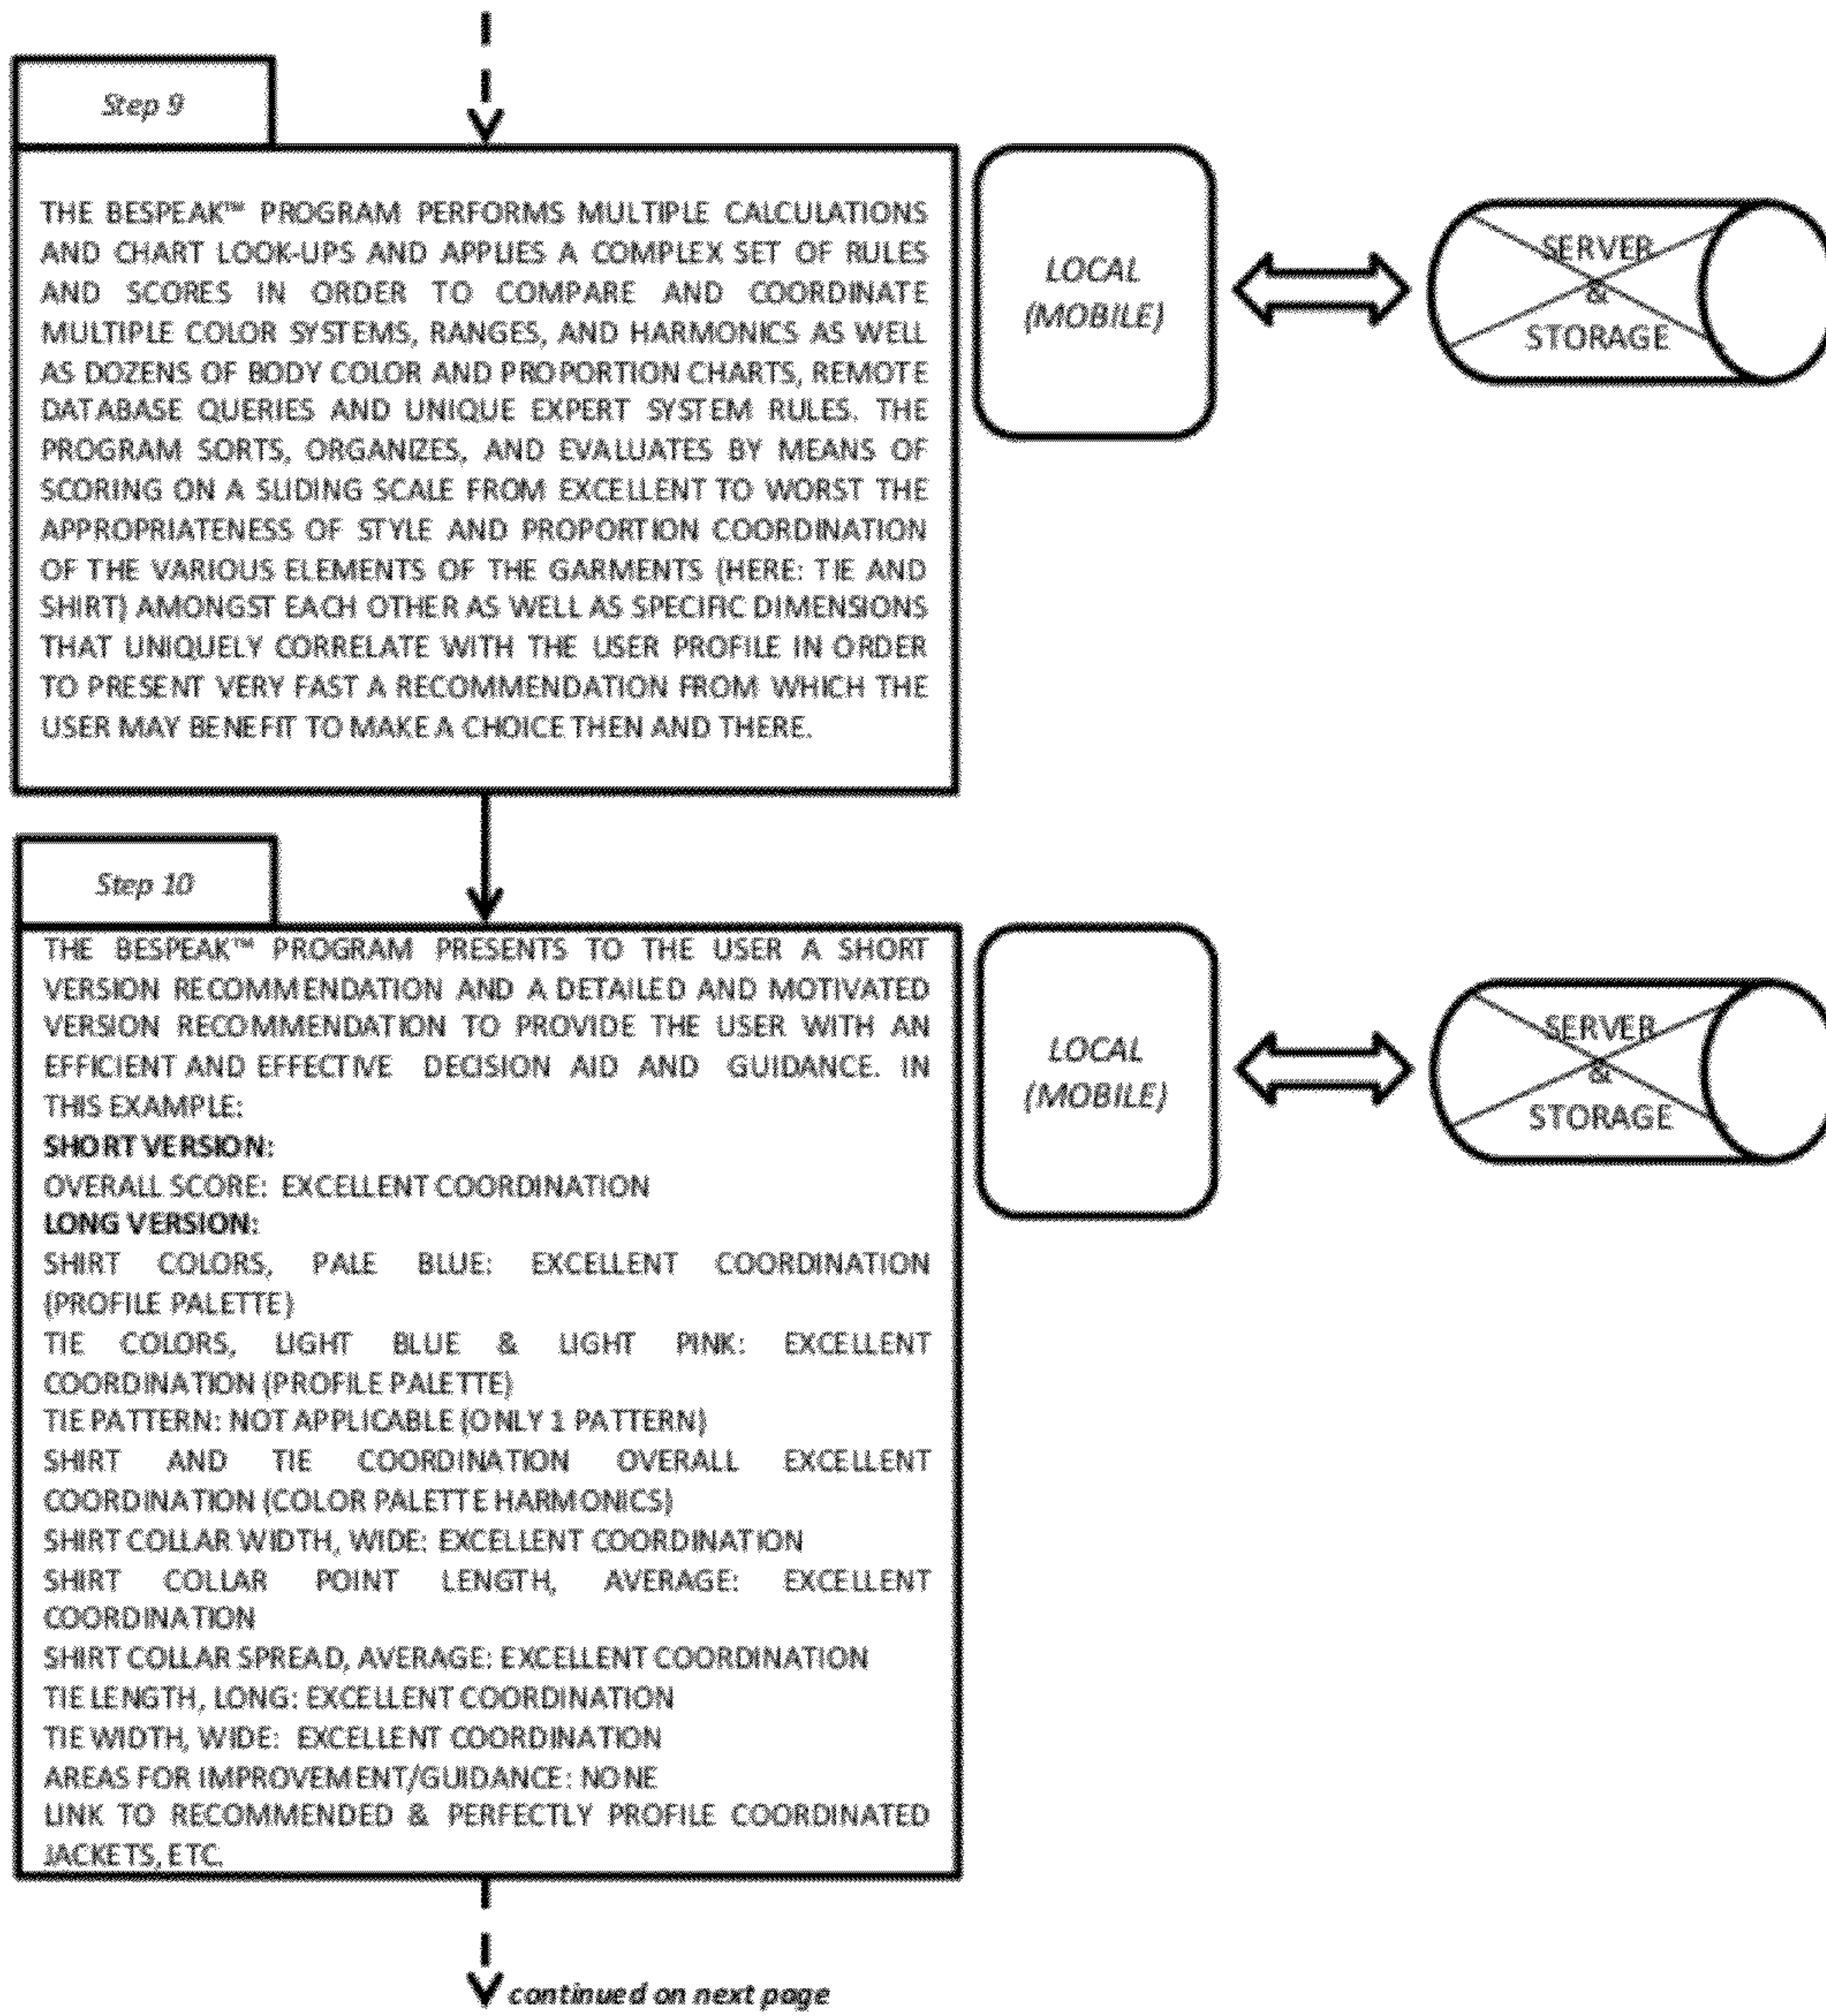 Step 9
THE BESPEAK™ PROGRAM PERFORMS MULTIPLE CALCULATIONS
AND CHART LOOK-UPS AND APPLIES A COMPLEX SET OF RULES
AND SCORES IN ORDER TO COMPARE AND COORDINATE
MULTIPLE COLOR SYSTEMS, RANGES, AND HARMONICS AS WELL
AS DOZENS OF BODY COLOR AND PROPORTION CHARTS, REMOTE
DATABASE QUERIES AND UNIQUE EXPERT SYSTEM RULES. THE
PROGRAM SORTS, ORGANIZES, AND EVALUATES BY MEANS OF
SCORING ON A SLIDING SCALE FROM EXCELLENT TO WORST THE
APPROPRIATENESS OF STYLE AND PROPORTION COORDINATION
OF THE VARIOUS ELEMENTS OF THE GARMENTS (HERE: TIE AND
SHIRT) AMONGST EACH OTHER AS WELL AS SPECIFIC DIMENSIONS
THAT UNIQUELY CORRELATE WITH THE USER PROFILE IN ORDER
TO PRESENT VERY FAST A RECOMMENDATION FROM WHICH THE
USER MAY BENEFIT TO MAKE A CHOICE THEN AND THERE.
LOCAL
(MOBILE)
SERVER
&
STORAGE
Step 10
THE BESPEAK™ PROGRAM PRESENTS TO THE USER A SHORT
VERSION RECOMMENDATION AND A DETAILED AND MOTIVATED
VERSION RECOMMENDATION TO PROVIDE THE USER WITH AN
EFFICIENT AND EFFECTIVE DECISION AID AND GUIDANCE. IN
THIS EXAMPLE:
SHORT VERSION:
OVERALL SCORE: EXCELLENT COORDINATION
LONG VERSION:
SHIRT COLORS, PALE BLUE: EXCELLENT COORDINATION
(PROFILE PALETTE)
TIE COLORS, LIGHT BLUE & LIGHT PINK: EXCELLENT
COORDINATION (PROFILE PALETTE)
TIE PATTERN: NOT APPLICABLE (ONLY 1 PATTERN)
SHIRT AND TIE COORDINATION OVERALL EXCELLENT
COORDINATION (COLOR PALETTE HARMONICS)
SHIRT COLLAR WIDTH, WIDE: EXCELLENT COORDINATION
SHIRT COLLAR POINT LENGTH, AVERAGE: EXCELLENT
COORDINATION
SHIRT COLLAR SPREAD, AVERAGE: EXCELLENT COORDINATION
TIE LENGTH, LONG: EXCELLENT COORDINATION
TIE WIDTH, WIDE: EXCELLENT COORDINATION
AREAS FOR IMPROVEMENT/GUIDANCE: NONE
LINK TO RECOMMENDED & PERFECTLY PROFILE COORDINATED
JACKETS, ETC.
LOCAL
(MOBILE)
SERVER
&
STORAGE
continued on next page